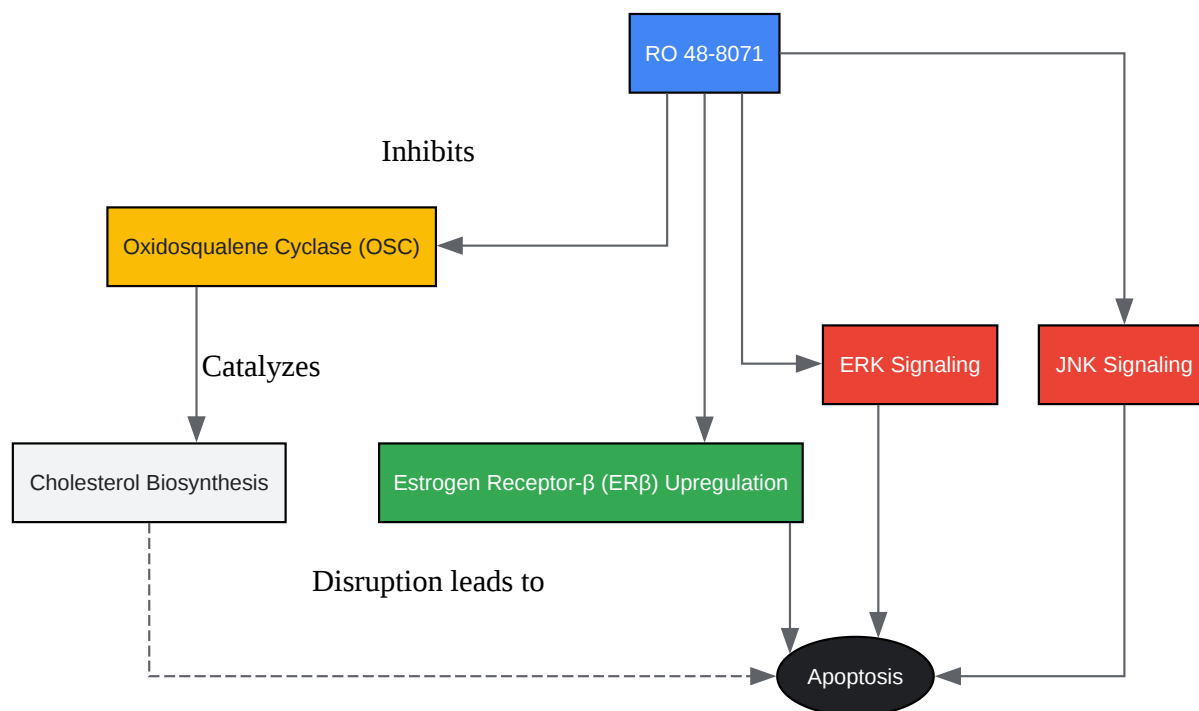 RO 48-8071
Inhibits
Oxidosqualene Cyclase (OSC)
Catalyzes
ERK Signaling
JNK Signaling
Cholesterol Biosynthesis
Estrogen Receptor-β (ERβ) Upregulation
Disruption leads to
Apoptosis